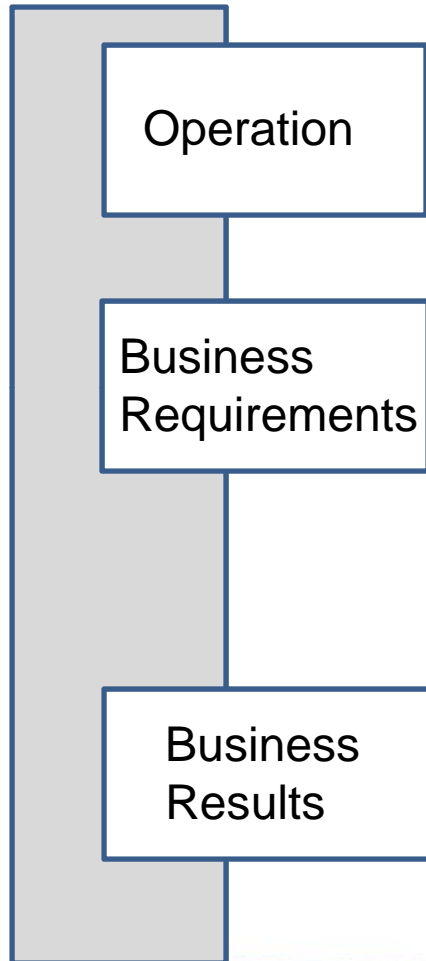 Operation
Business
Requirements
Business
Results